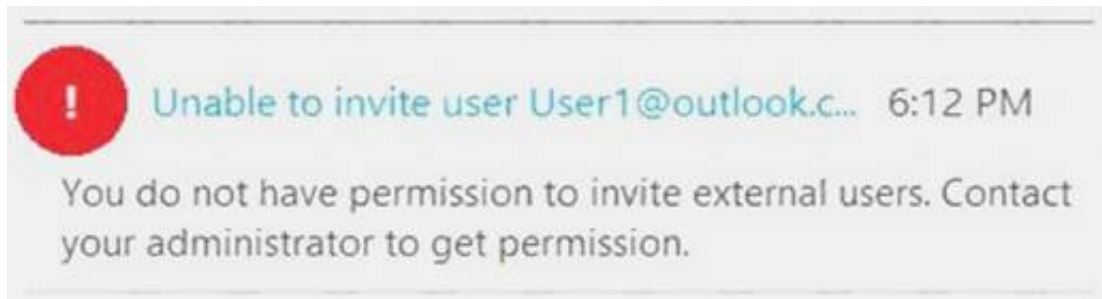 !
Unable to invite user User1@outlook.c... 6:12 PM
You do not have permission to invite external users. Contact
your administrator to get permission.